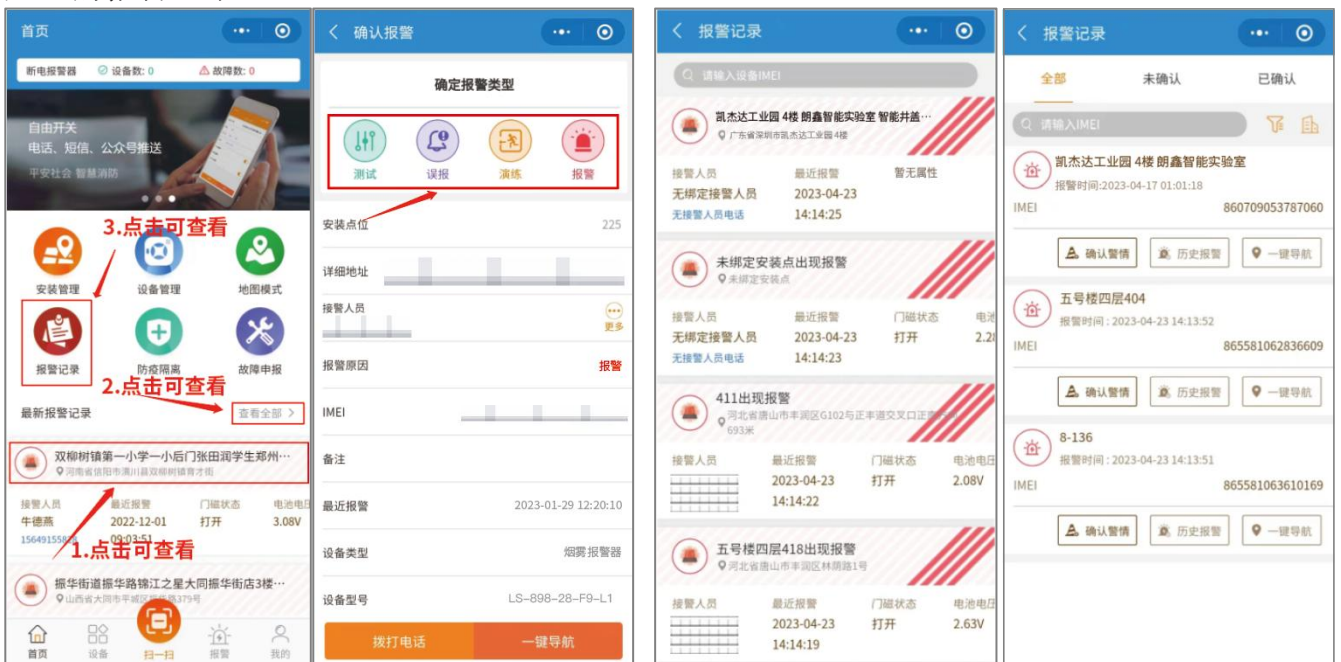 首页
断电报警器 设备数: 0 故障数: 0
自由开关
电话、短信、公众号推送
平安社会 智慧消防
3.点击可查看
安装管理 设备管理 地图模式
报警记录 防疫隔离 故障申报
2.点击可查看
最新报警记录 查看全部 >
双柳树镇第一小学一小后门张田润学生郑州…
河南省信阳市潢川县双柳树镇育才街
接警人员 最近报警 门磁状态 电池电压
牛德燕 2022-12-01 打开 3.08V
09:03:51
1.点击可查看
振华街道振华路锦江之星大同振华街店3楼…
首页 设备 扫一扫 报警 我的
确认报警
确定报警类型
测试 误报 演练 报警
安装点位 225
详细地址
接警人员
更多
报警原因 报警
IMEI
备注
最近报警 2023-01-29 12:20:10
设备类型 烟雾报警器
设备型号 LS-898-28-F9-L1
拨打电话 一键导航
报警记录
请输入设备IMEI
凯杰达工业园 4楼 朗鑫智能实验室 智能井盖…
广东省深圳市凯杰达工业园4楼
接警人员 最近报警 暂无属性
无绑定接警人员 2023-04-23
无接警人员电话 14:14:25
未绑定安装点出现报警
未绑定安装点
接警人员 最近报警 门磁状态 电池
无绑定接警人员 2023-04-23 打开 2.28
无接警人员电话 14:14:23
411出现报警
河北省唐山市丰润区G102与正丰道交叉口正
693米
接警人员 最近报警 门磁状态 电池电压
2023-04-23 打开 2.08V
14:14:22
五号楼四层418出现报警
河北省唐山市丰润区林荫路1号
接警人员 最近报警 门磁状态 电池电压
2023-04-23 打开 2.63V
14:14:19
报警记录
全部 未确认 已确认
请输入IMEI
凯杰达工业园 4楼 朗鑫智能实验室
报警时间:2023-04-17 01:01:18
IMEI 860709053787060
确认警情 历史报警 一键导航
五号楼四层404
报警时间 : 2023-04-23 14:13:52
IMEI 865581062836609
确认警情 历史报警 一键导航
8-136
报警时间 : 2023-04-23 14:13:51
IMEI 865581063610169
确认警情 历史报警 一键导航